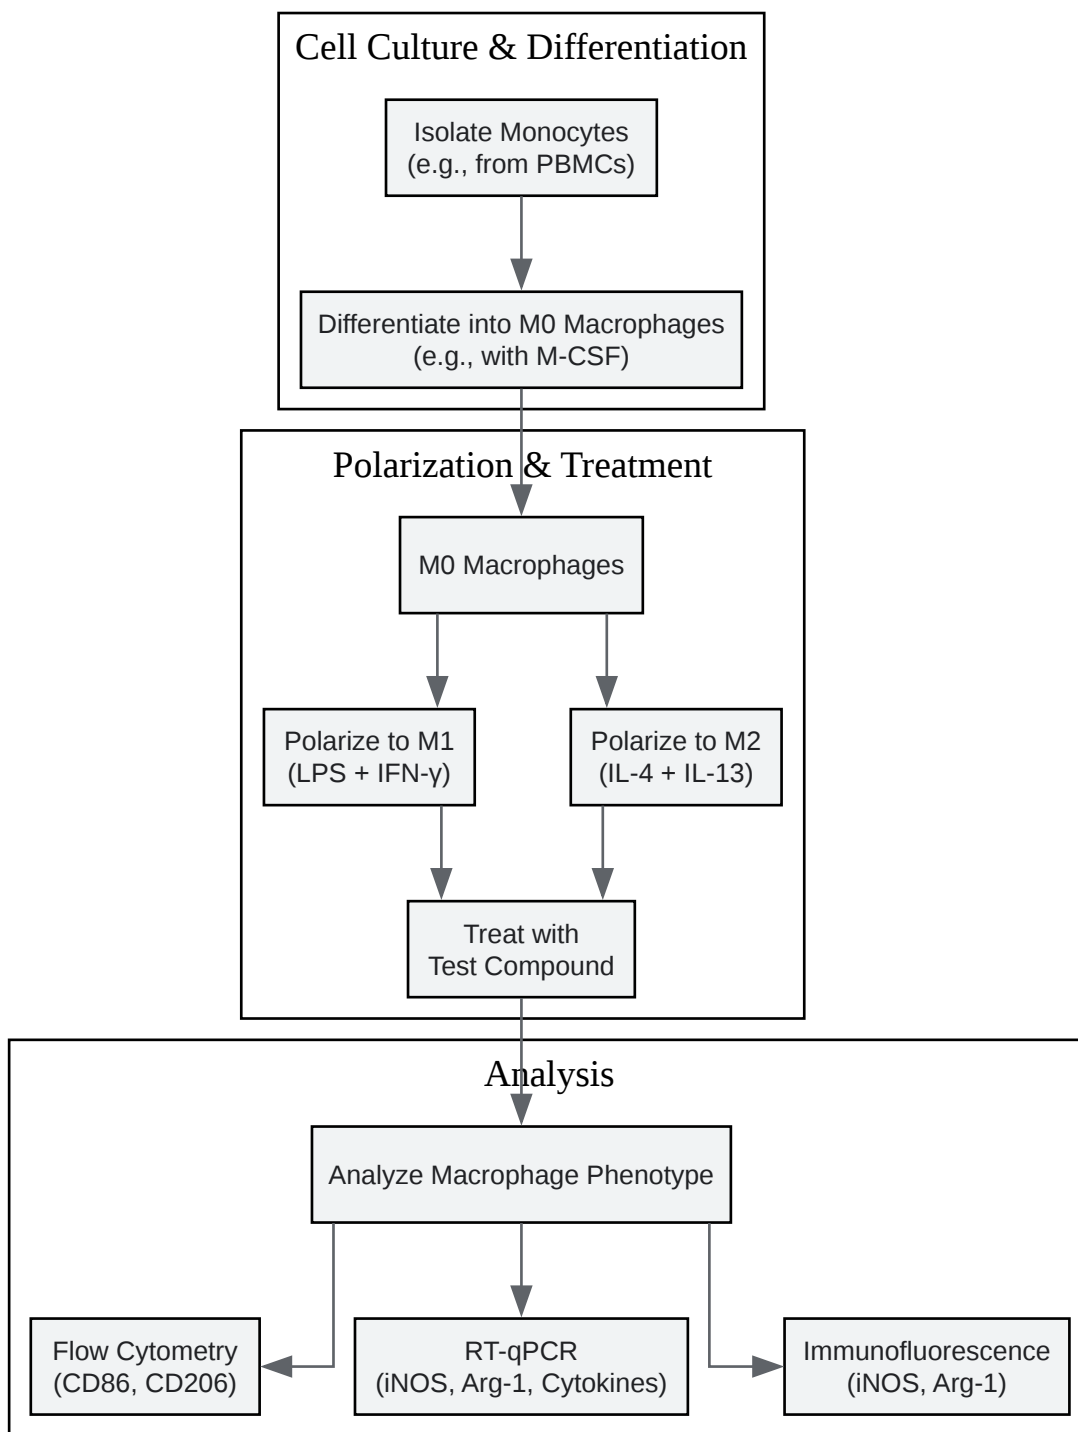 Cell Culture & Differentiation
Isolate Monocytes
(e.g., from PBMCs)
Differentiate into M0 Macrophages
(e.g., with M-CSF)
Polarization & Treatment
M0 Macrophages
Polarize to M1
(LPS + IFN-γ)
Polarize to M2
(IL-4 + IL-13)
Treat with
Test Compound
Analysis
Analyze Macrophage Phenotype
Flow Cytometry
(CD86, CD206)
RT-qPCR
(iNOS, Arg-1, Cytokines)
Immunofluorescence
(iNOS, Arg-1)